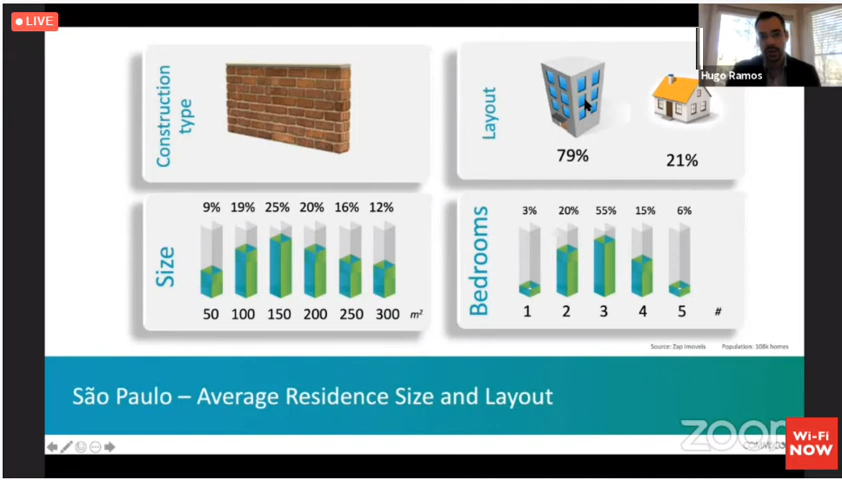 LIVE
Hugo Ramos
Construction
type
Layout
79%
21%
Size
9% 19% 25% 20% 16% 12%
50 100 150 200 250 300 m²
Bedrooms
3% 20% 55% 15% 6%
1 2 3 4 5 #
Source: Zap Imovels Population: 108k homes
São Paulo – Average Residence Size and Layout
zoom
Wi-Fi
NOW